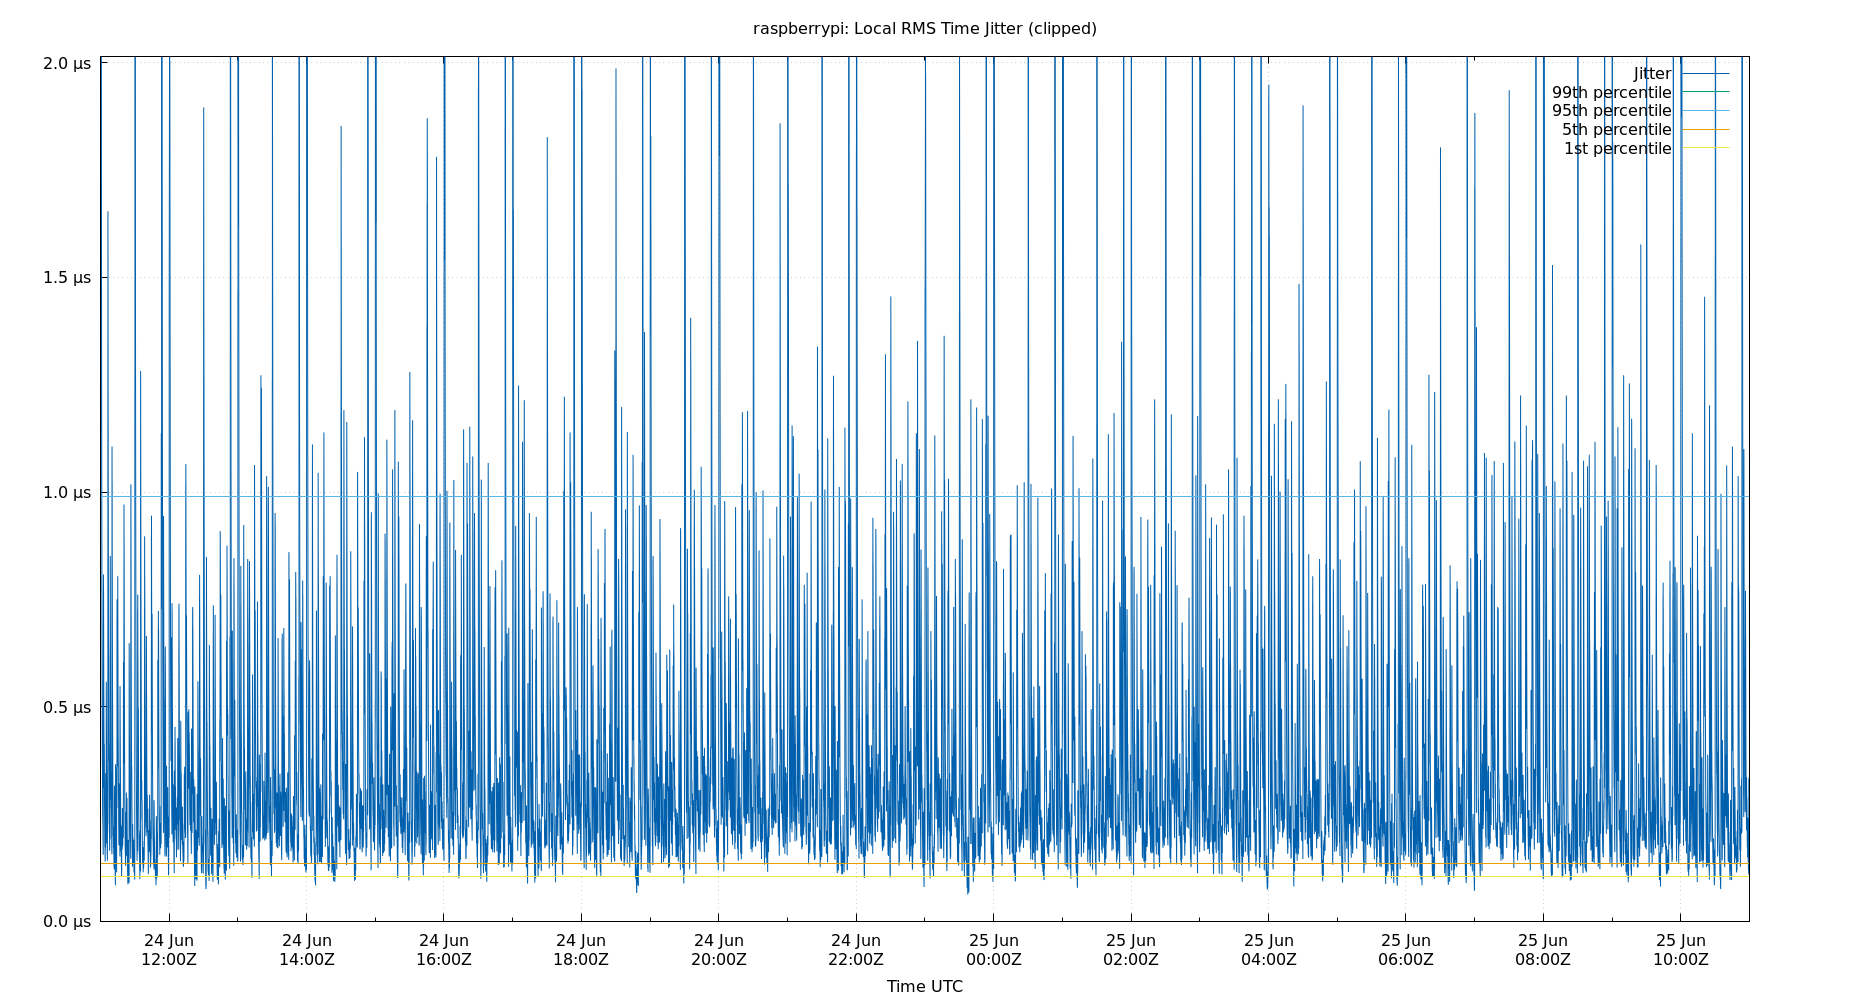 raspberrypi: Local RMS Time Jitter (clipped)
2.0 µs
1.5 µs
1.0 µs
0.5 µs
0.0 µs
Jitter
99th percentile
95th percentile
5th percentile
1st percentile
24 Jun 24 Jun 24 Jun 24 Jun 24 Jun 24 Jun 25 Jun 25 Jun 25 Jun 25 Jun 25 Jun 25 Jun
12:00Z 14:00Z 16:00Z 18:00Z 20:00Z 22:00Z 00:00Z 02:00Z 04:00Z 06:00Z 08:00Z 10:00Z
Time UTC